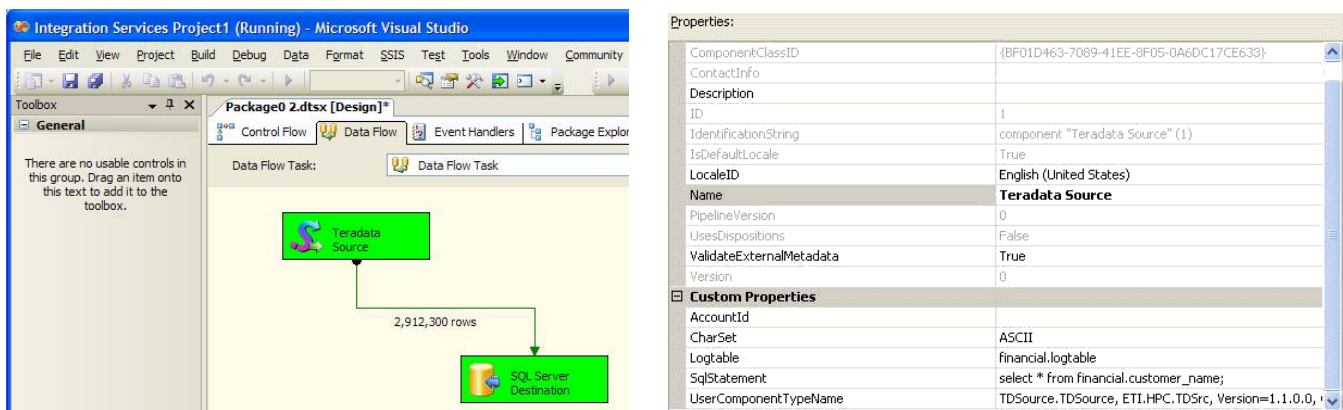 Integration Services Project1 (Running) - Microsoft Visual Studio
File Edit View Project Build Debug Data Format SSIS Test Tools Window Community
Toolbox
General
There are no usable controls in
this group. Drag an item onto
this text to add it to the
toolbox.
Package0 2.dtsx [Design]*
Control Flow Data Flow Event Handlers Package Explor
Data Flow Task: Data Flow Task
Teradata
Source
2,912,300 rows
SQL Server
Destination
Properties:
ComponentClassID {BF01D463-7089-41EE-8F05-0A6DC17CE633}
ContactInfo
Description
ID 1
IdentificationString component "Teradata Source" (1)
IsDefaultLocale True
LocaleID English (United States)
Name Teradata Source
PipelineVersion 0
UsesDispositions False
ValidateExternalMetadata True
Version 0
Custom Properties
AccountId
CharSet ASCII
Logtable financial.logtable
SqlStatement select * from financial.customer_name;
UserComponentTypeName TDSource.TDSource, ETI.HPC.TDSrc, Version=1.1.0.0,